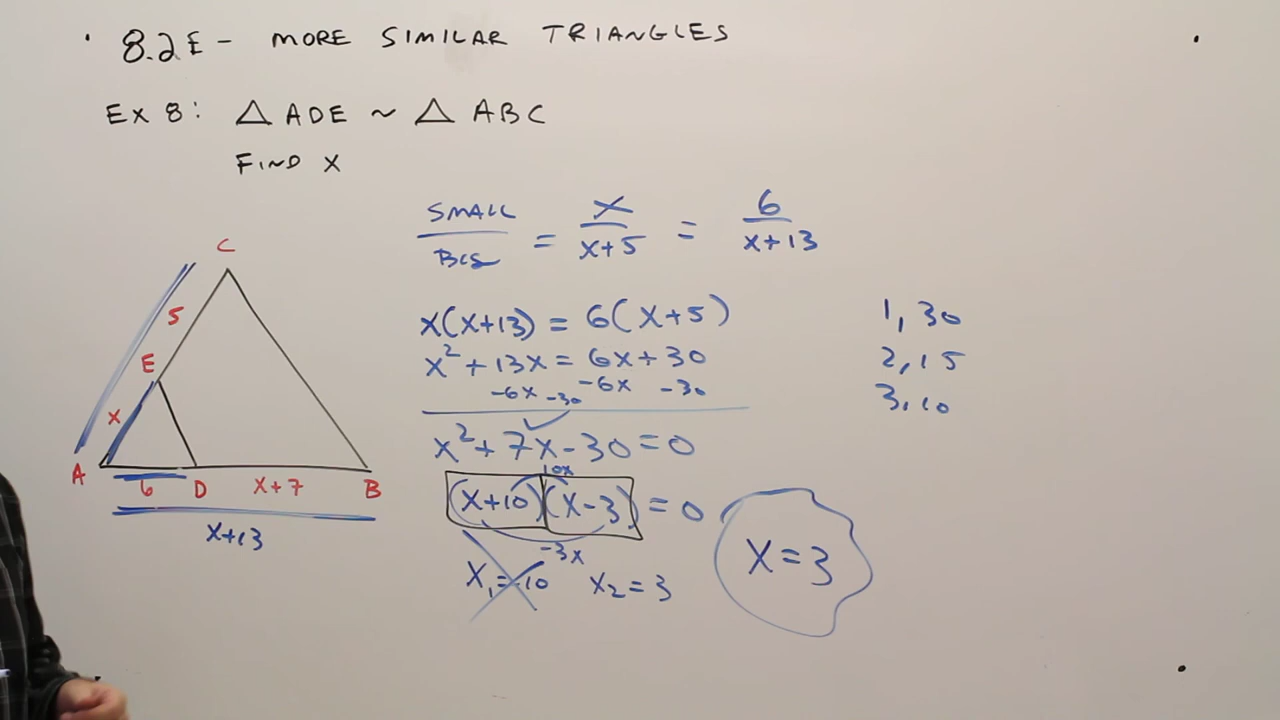 8.2E - MORE SIMILAR TRIANGLES
Ex 8: △ ADE ~ △ ABC
FIND X
SMALL / BIG = x / x+5 = 6 / x+13
x(x+13) = 6(x+5)
x² + 13x = 6x + 30
-6x -30 -6x -30
x² + 7x - 30 = 0
10x
(x+10)(x-3) = 0
-3x
X₁ = -10 X₂ = 3
X = 3
1, 30
2, 15
3, 10
C
5
E
x
A 6 D x+7 B
x+13